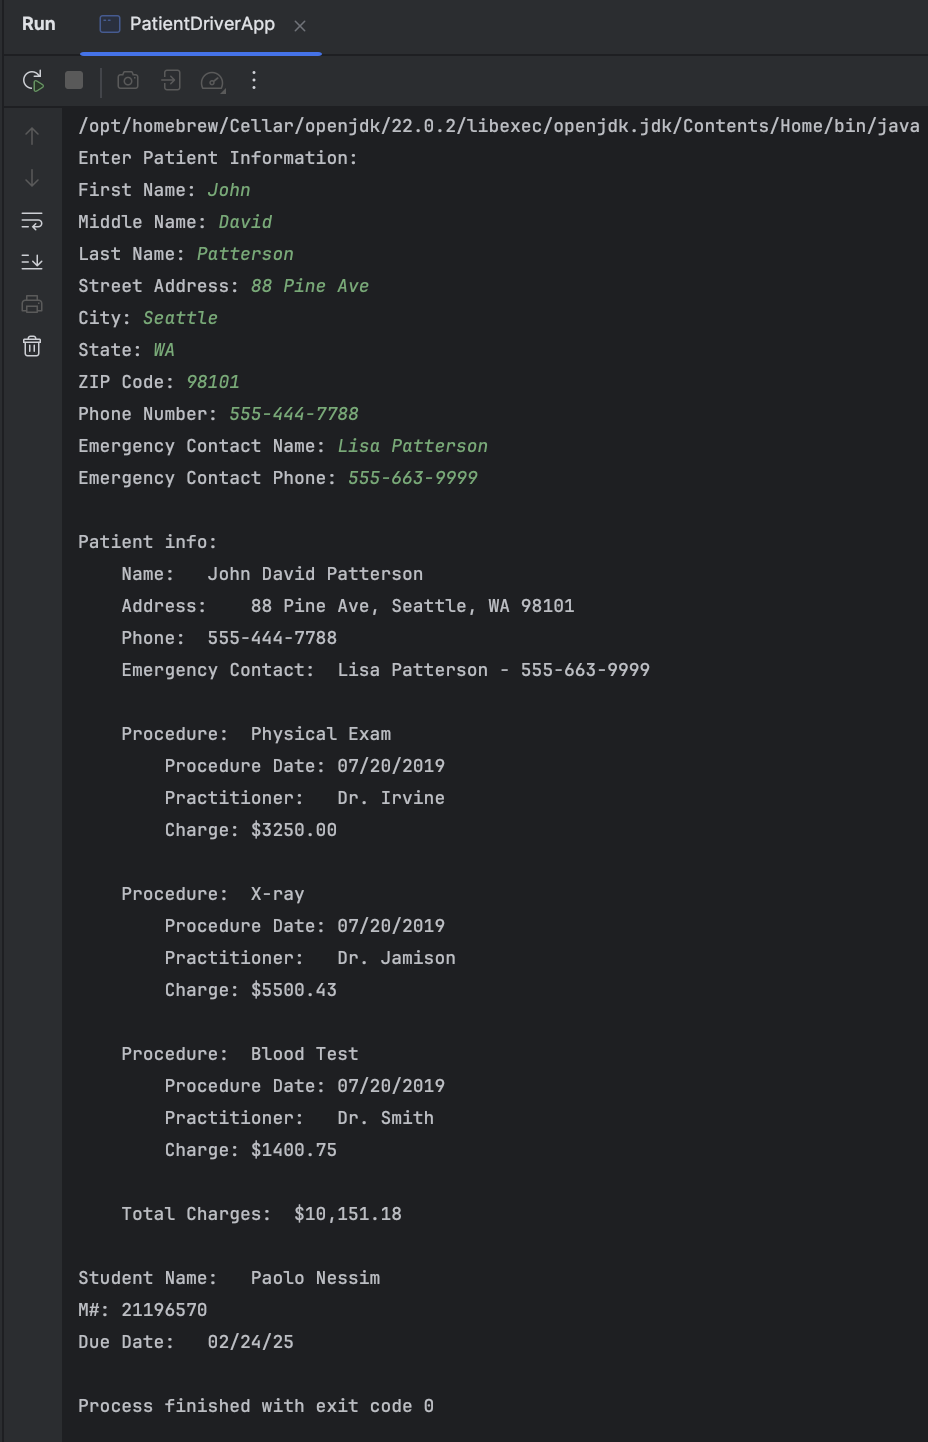 Run PatientDriverApp
/opt/homebrew/Cellar/openjdk/22.0.2/libexec/openjdk.jdk/Contents/Home/bin/java
Enter Patient Information:
First Name: John
Middle Name: David
Last Name: Patterson
Street Address: 88 Pine Ave
City: Seattle
State: WA
ZIP Code: 98101
Phone Number: 555-444-7788
Emergency Contact Name: Lisa Patterson
Emergency Contact Phone: 555-663-9999
Patient info:
Name: John David Patterson
Address: 88 Pine Ave, Seattle, WA 98101
Phone: 555-444-7788
Emergency Contact: Lisa Patterson - 555-663-9999
Procedure: Physical Exam
Procedure Date: 07/20/2019
Practitioner: Dr. Irvine
Charge: $3250.00
Procedure: X-ray
Procedure Date: 07/20/2019
Practitioner: Dr. Jamison
Charge: $5500.43
Procedure: Blood Test
Procedure Date: 07/20/2019
Practitioner: Dr. Smith
Charge: $1400.75
Total Charges: $10,151.18
Student Name: Paolo Nessim
M#: 21196570
Due Date: 02/24/25
Process finished with exit code 0